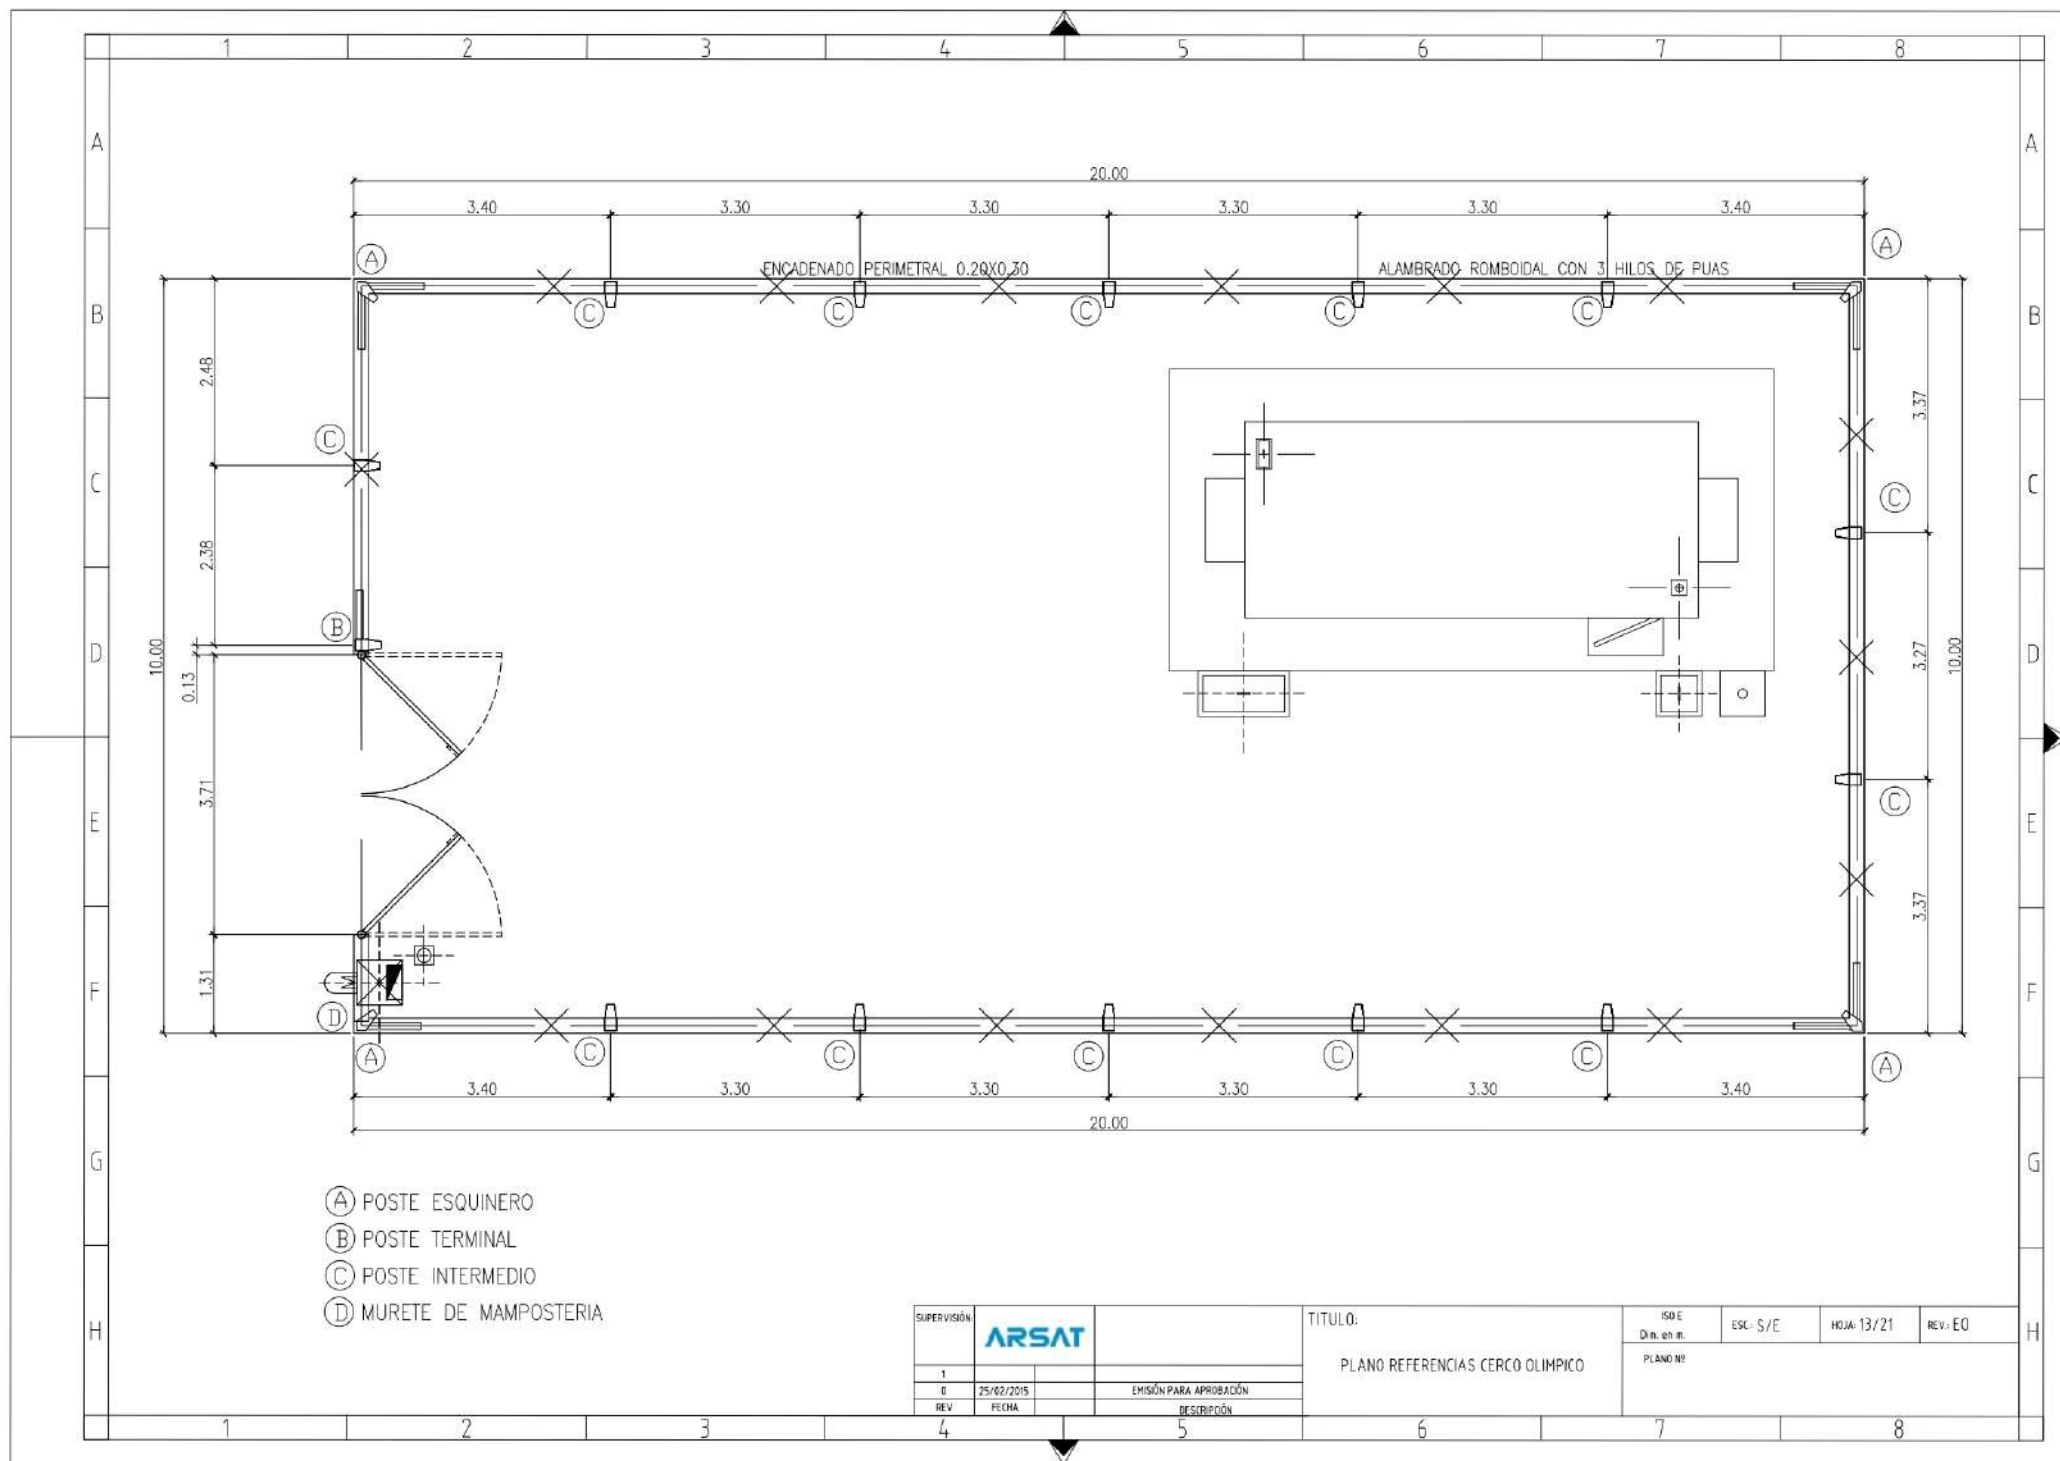 1 2 3 4 5 6 7 8
A A
20.00
3.40 3.30 3.30 3.30 3.30 3.40
A A
ENCADENADO PERIMETRAL 0.20X0.30 ALAMBRADO ROMBOIDAL CON 3 HILOS DE PUAS
B B
C C C C C
2.48 3.37
C
C C
C
2.38
B
D D
10.00 3.27 10.00
0.13
3.71
C
E E
3.37
1.31
F F
D
A C C C C C A
3.40 3.30 3.30 3.30 3.30 3.40
20.00
G G
A POSTE ESQUINERO
B POSTE TERMINAL
C POSTE INTERMEDIO
D MURETE DE MAMPOSTERIA
H H
SUPERVISIÓN:
ARSAT
TITULO:
PLANO REFERENCIAS CERCO OLIMPICO
ISO E
Dim. en m.
ESC.: S/E
HOJA: 13/21
REV.: E0
PLANO Nº
1
0 25/02/2015 EMISIÓN PARA APROBACIÓN
REV FECHA DESCRIPCIÓN
1 2 3 4 5 6 7 8